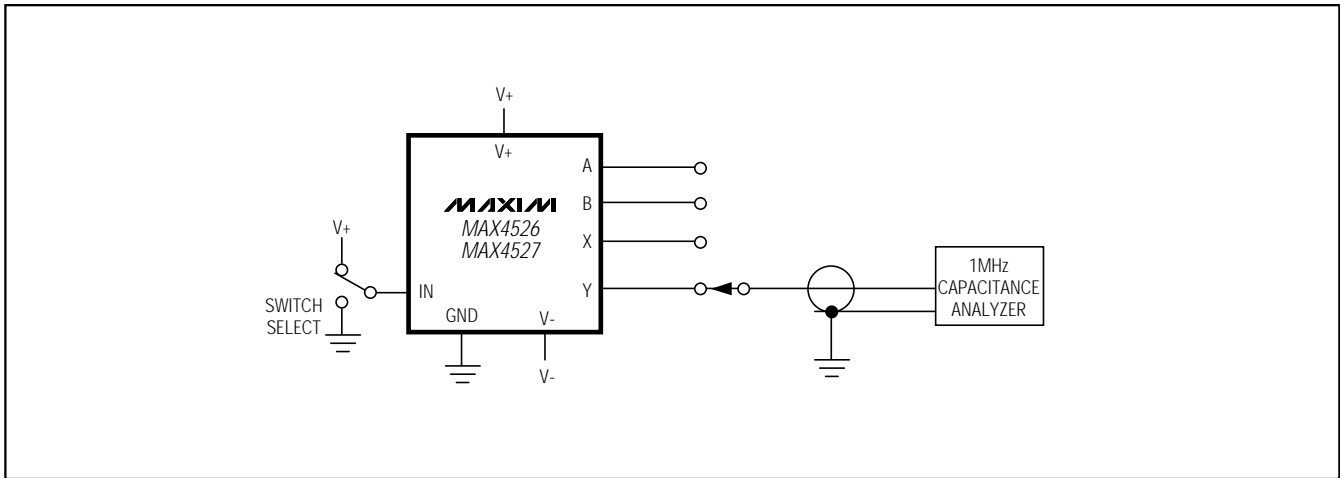 V+
V+
A
MAXIM
B
MAX4526
V+
X
MAX4527
1MHz
CAPACITANCE
ANALYZER
IN
Y
SWITCH
SELECT
GND
V-
V-